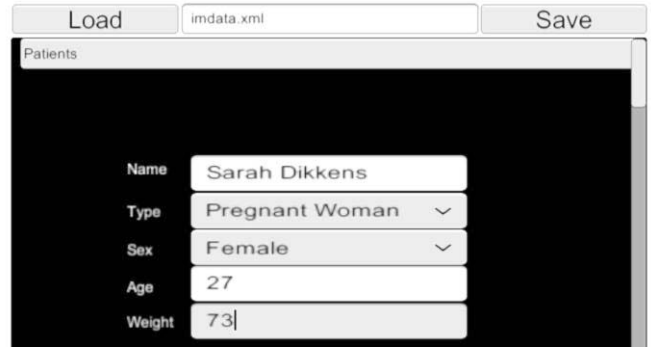 Load imdata.xml Save
Patients
Name Sarah Dikkens
Type Pregnant Woman
Sex Female
Age 27
Weight 73